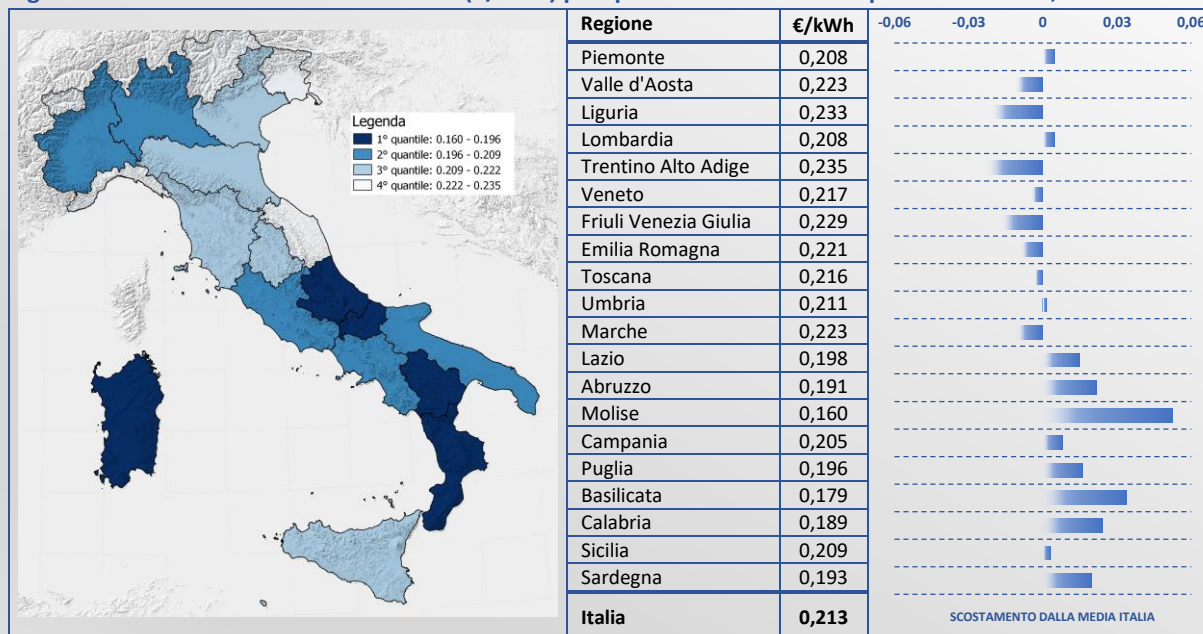 Regione €/kWh -0,06 -0,03 0 0,03 0,06
Piemonte 0,208
Valle d'Aosta 0,223
Liguria 0,233
Lombardia 0,208
Trentino Alto Adige 0,235
Veneto 0,217
Friuli Venezia Giulia 0,229
Emilia Romagna 0,221
Toscana 0,216
Umbria 0,211
Marche 0,223
Lazio 0,198
Abruzzo 0,191
Molise 0,160
Campania 0,205
Puglia 0,196
Basilicata 0,179
Calabria 0,189
Sicilia 0,209
Sardegna 0,193
Italia 0,213 SCOSTAMENTO DALLA MEDIA ITALIA
Legenda
1° quantile: 0.160 - 0.196
2° quantile: 0.196 - 0.209
3° quantile: 0.209 - 0.222
4° quantile: 0.222 - 0.235